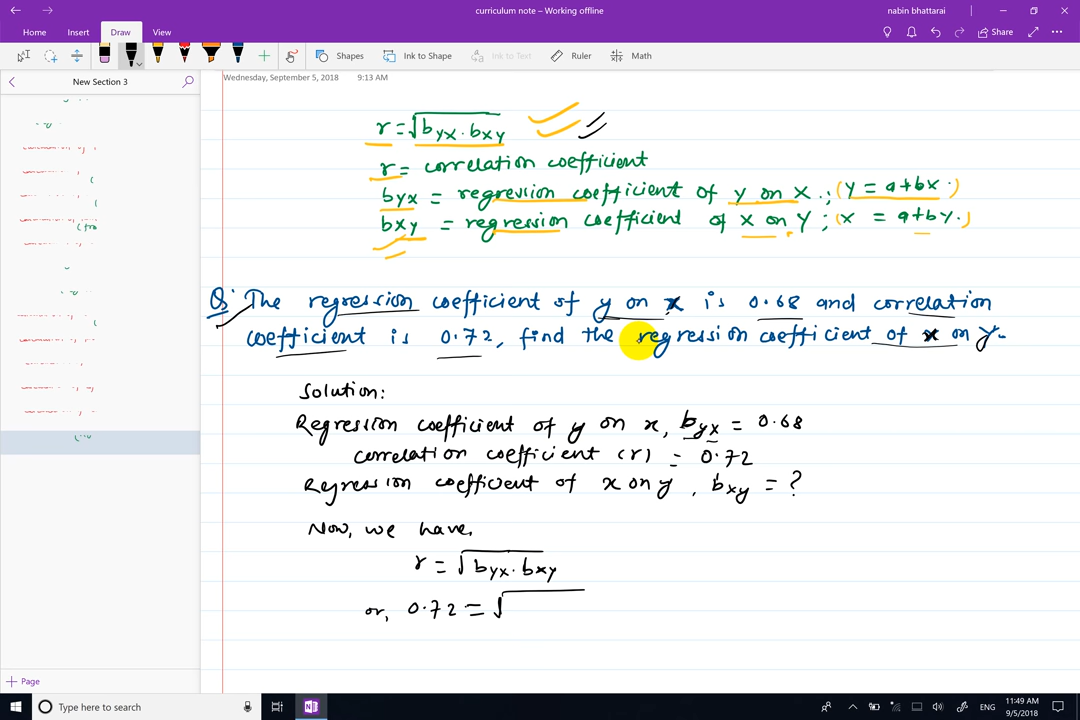 curriculum note – Working offline
nabin bhattarai
Home Insert Draw View
Share
Shapes Ink to Shape Ink to Text Ruler Math
New Section 3
Wednesday, September 5, 2018 9:13 AM
r = √byx . bxy
r = correlation coefficient
byx = regression coefficient of y on x ; (y = a+bx.)
bxy = regression coefficient of x on y ; (x = a+by.)
Q: The regression coefficient of y on x is 0.68 and correlation
coefficient is 0.72, find the regression coefficient of x on y.
Solution:
Regression coefficient of y on x, byx = 0.68
correlation coefficient (r) = 0.72
Regression coefficient of x on y, bxy = ?
Now, we have,
r = √byx . bxy
or, 0.72 = √
+ Page
Type here to search
ENG
11:49 AM
9/5/2018